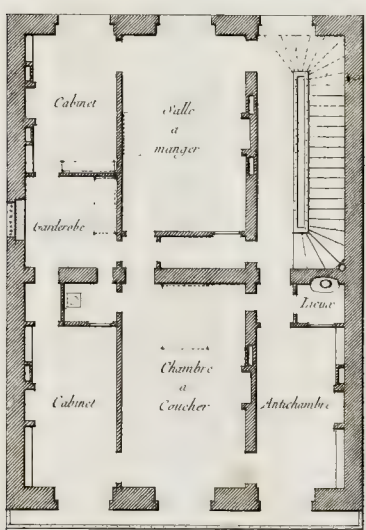 Cabinet
Salle
a
manger
Garderobe
Lieux
Chambre
a
Coucher
Cabinet
Antichambre